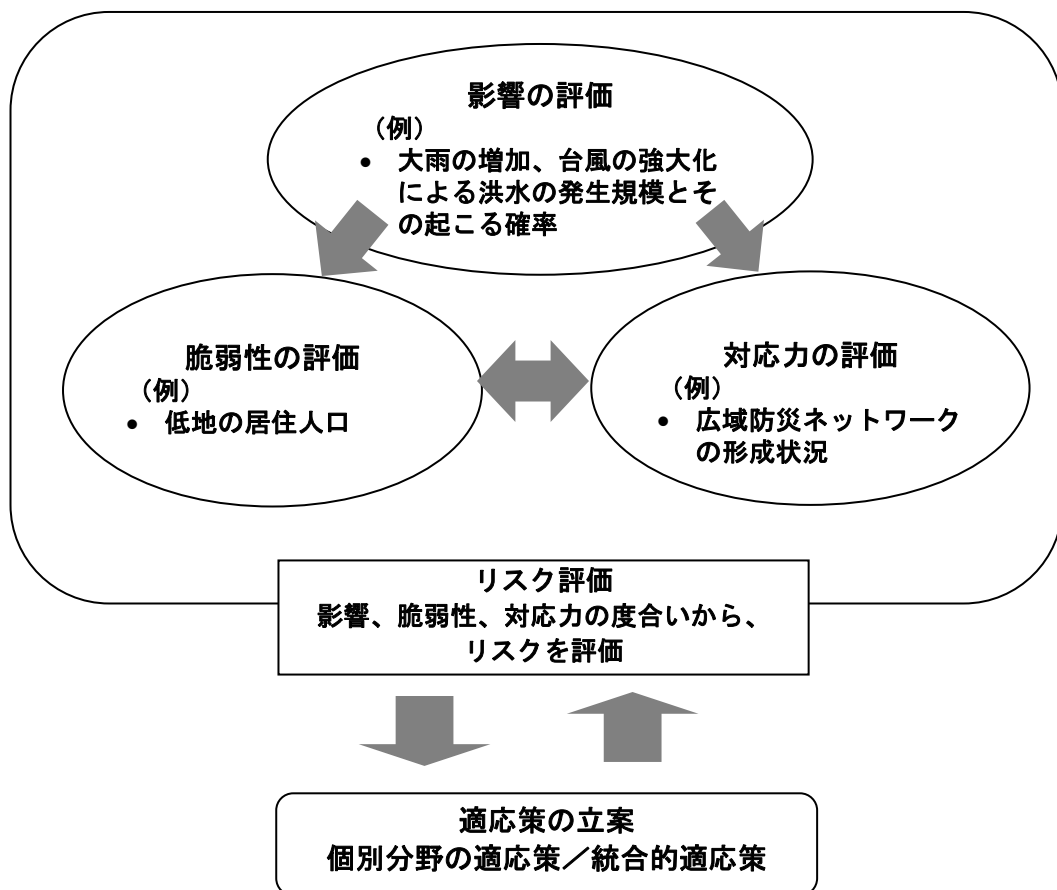 影響の評価
（例）
• 大雨の増加、台風の強大化
による洪水の発生規模とそ
の起こる確率
脆弱性の評価
（例）
• 低地の居住人口
対応力の評価
（例）
• 広域防災ネットワーク
の形成状況
リスク評価
影響、脆弱性、対応力の度合いから、
リスクを評価
適応策の立案
個別分野の適応策／統合的適応策